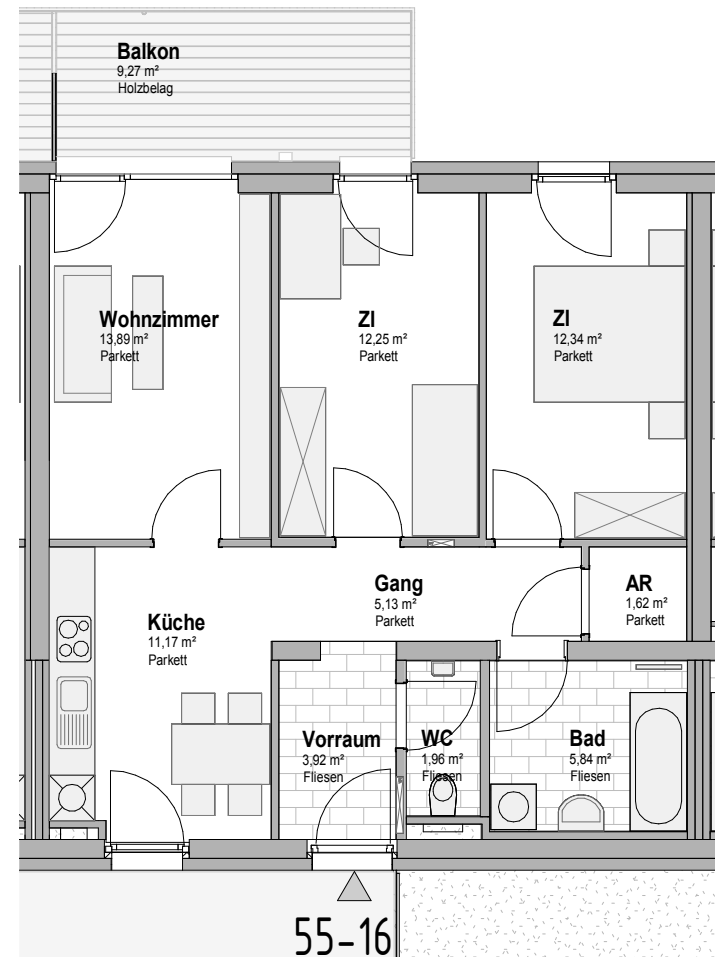 Balkon
9,27 m²
Holzbelag
Wohnzimmer
13,89 m²
Parkett
ZI
12,25 m²
Parkett
ZI
12,34 m²
Parkett
Küche
11,17 m²
Parkett
Gang
5,13 m²
Parkett
AR
1,62 m²
Parkett
Vorraum
3,92 m²
Fliesen
WC
1,96 m²
Fliesen
Bad
5,84 m²
Fliesen
55-16